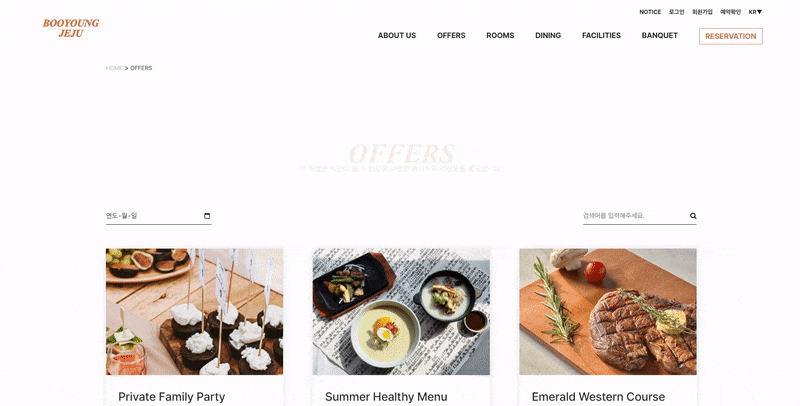 NOTICE 로그인 회원가입 예약확인 KR▼
BOOYOUNG
JEJU
ABOUT US OFFERS ROOMS DINING FACILITIES BANQUET RESERVATION
HOME > OFFERS
OFFERS
연도-월-일
검색어를 입력해주세요.
Private Family Party
Summer Healthy Menu
Emerald Western Course